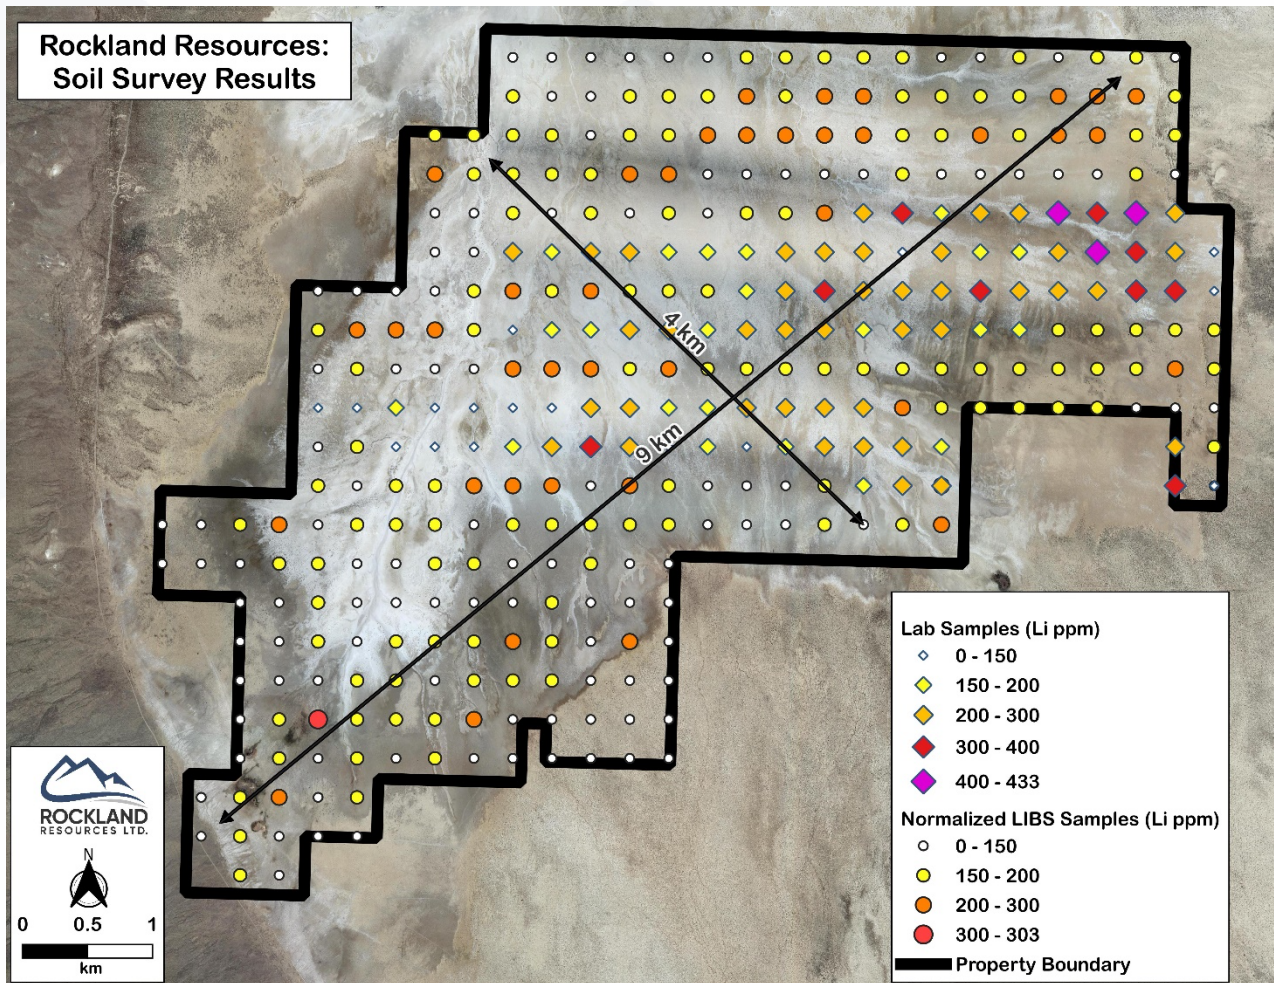 Rockland Resources:
Soil Survey Results
4 km
9 km
ROCKLAND
RESOURCES LTD.
N
0 0.5 1
km
Lab Samples (Li ppm)
0 - 150
150 - 200
200 - 300
300 - 400
400 - 433
Normalized LIBS Samples (Li ppm)
0 - 150
150 - 200
200 - 300
300 - 303
Property Boundary